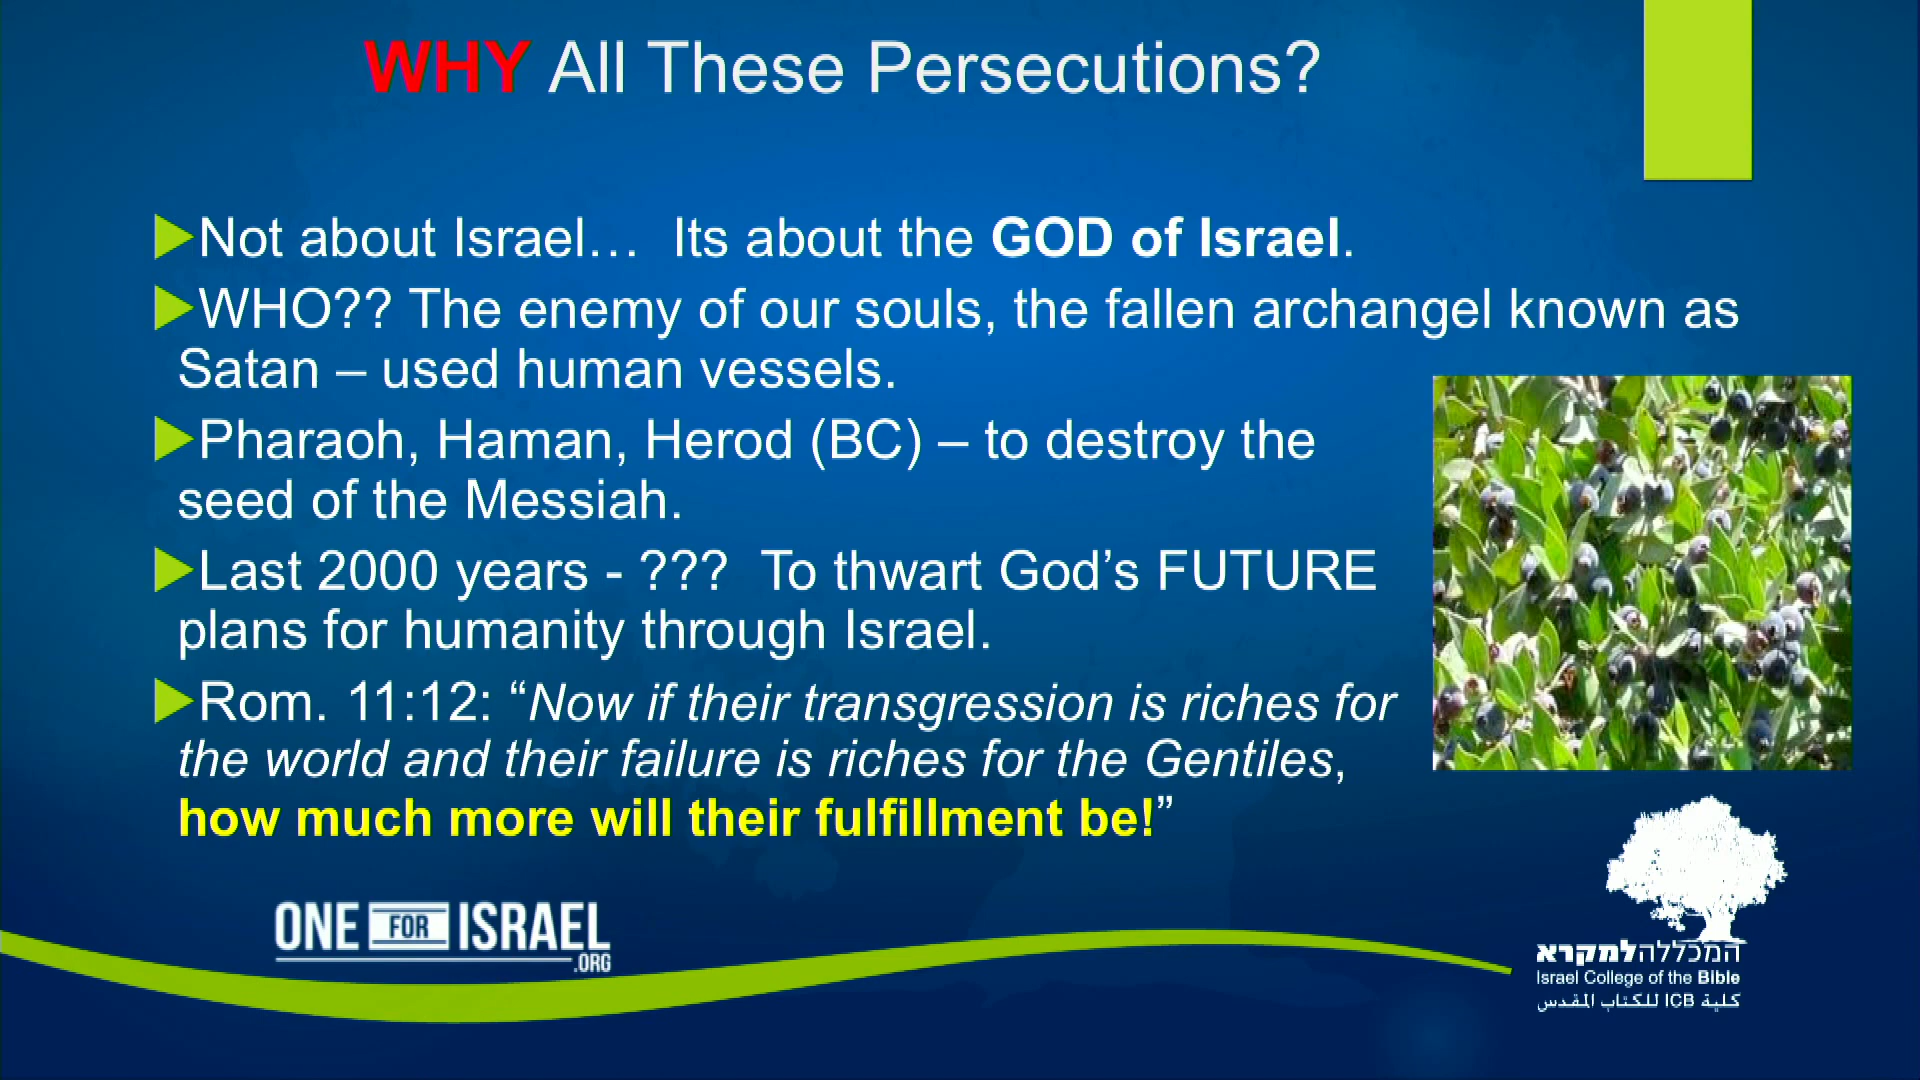 WHY All These Persecutions?
Not about Israel… Its about the GOD of Israel.
WHO?? The enemy of our souls, the fallen archangel known as
Satan – used human vessels.
Pharaoh, Haman, Herod (BC) – to destroy the
seed of the Messiah.
Last 2000 years - ??? To thwart God’s FUTURE
plans for humanity through Israel.
Rom. 11:12: “Now if their transgression is riches for
the world and their failure is riches for the Gentiles,
how much more will their fulfillment be!”
ONE FOR ISRAEL
.ORG
המכללהלמקרא
Israel College of the Bible
كلية ICB للكتاب المقدس